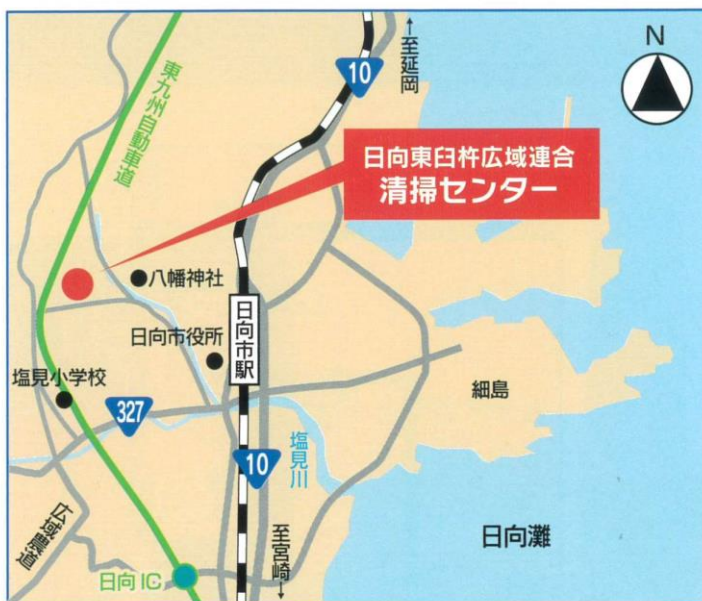 N
←至延岡
10
東九州自動車道
日向東臼杵広域連合
清掃センター
八幡神社
日向市役所
日向市駅
塩見小学校
327
細島
10
塩見川
日向灘
広域農道
至宮崎→
日向IC